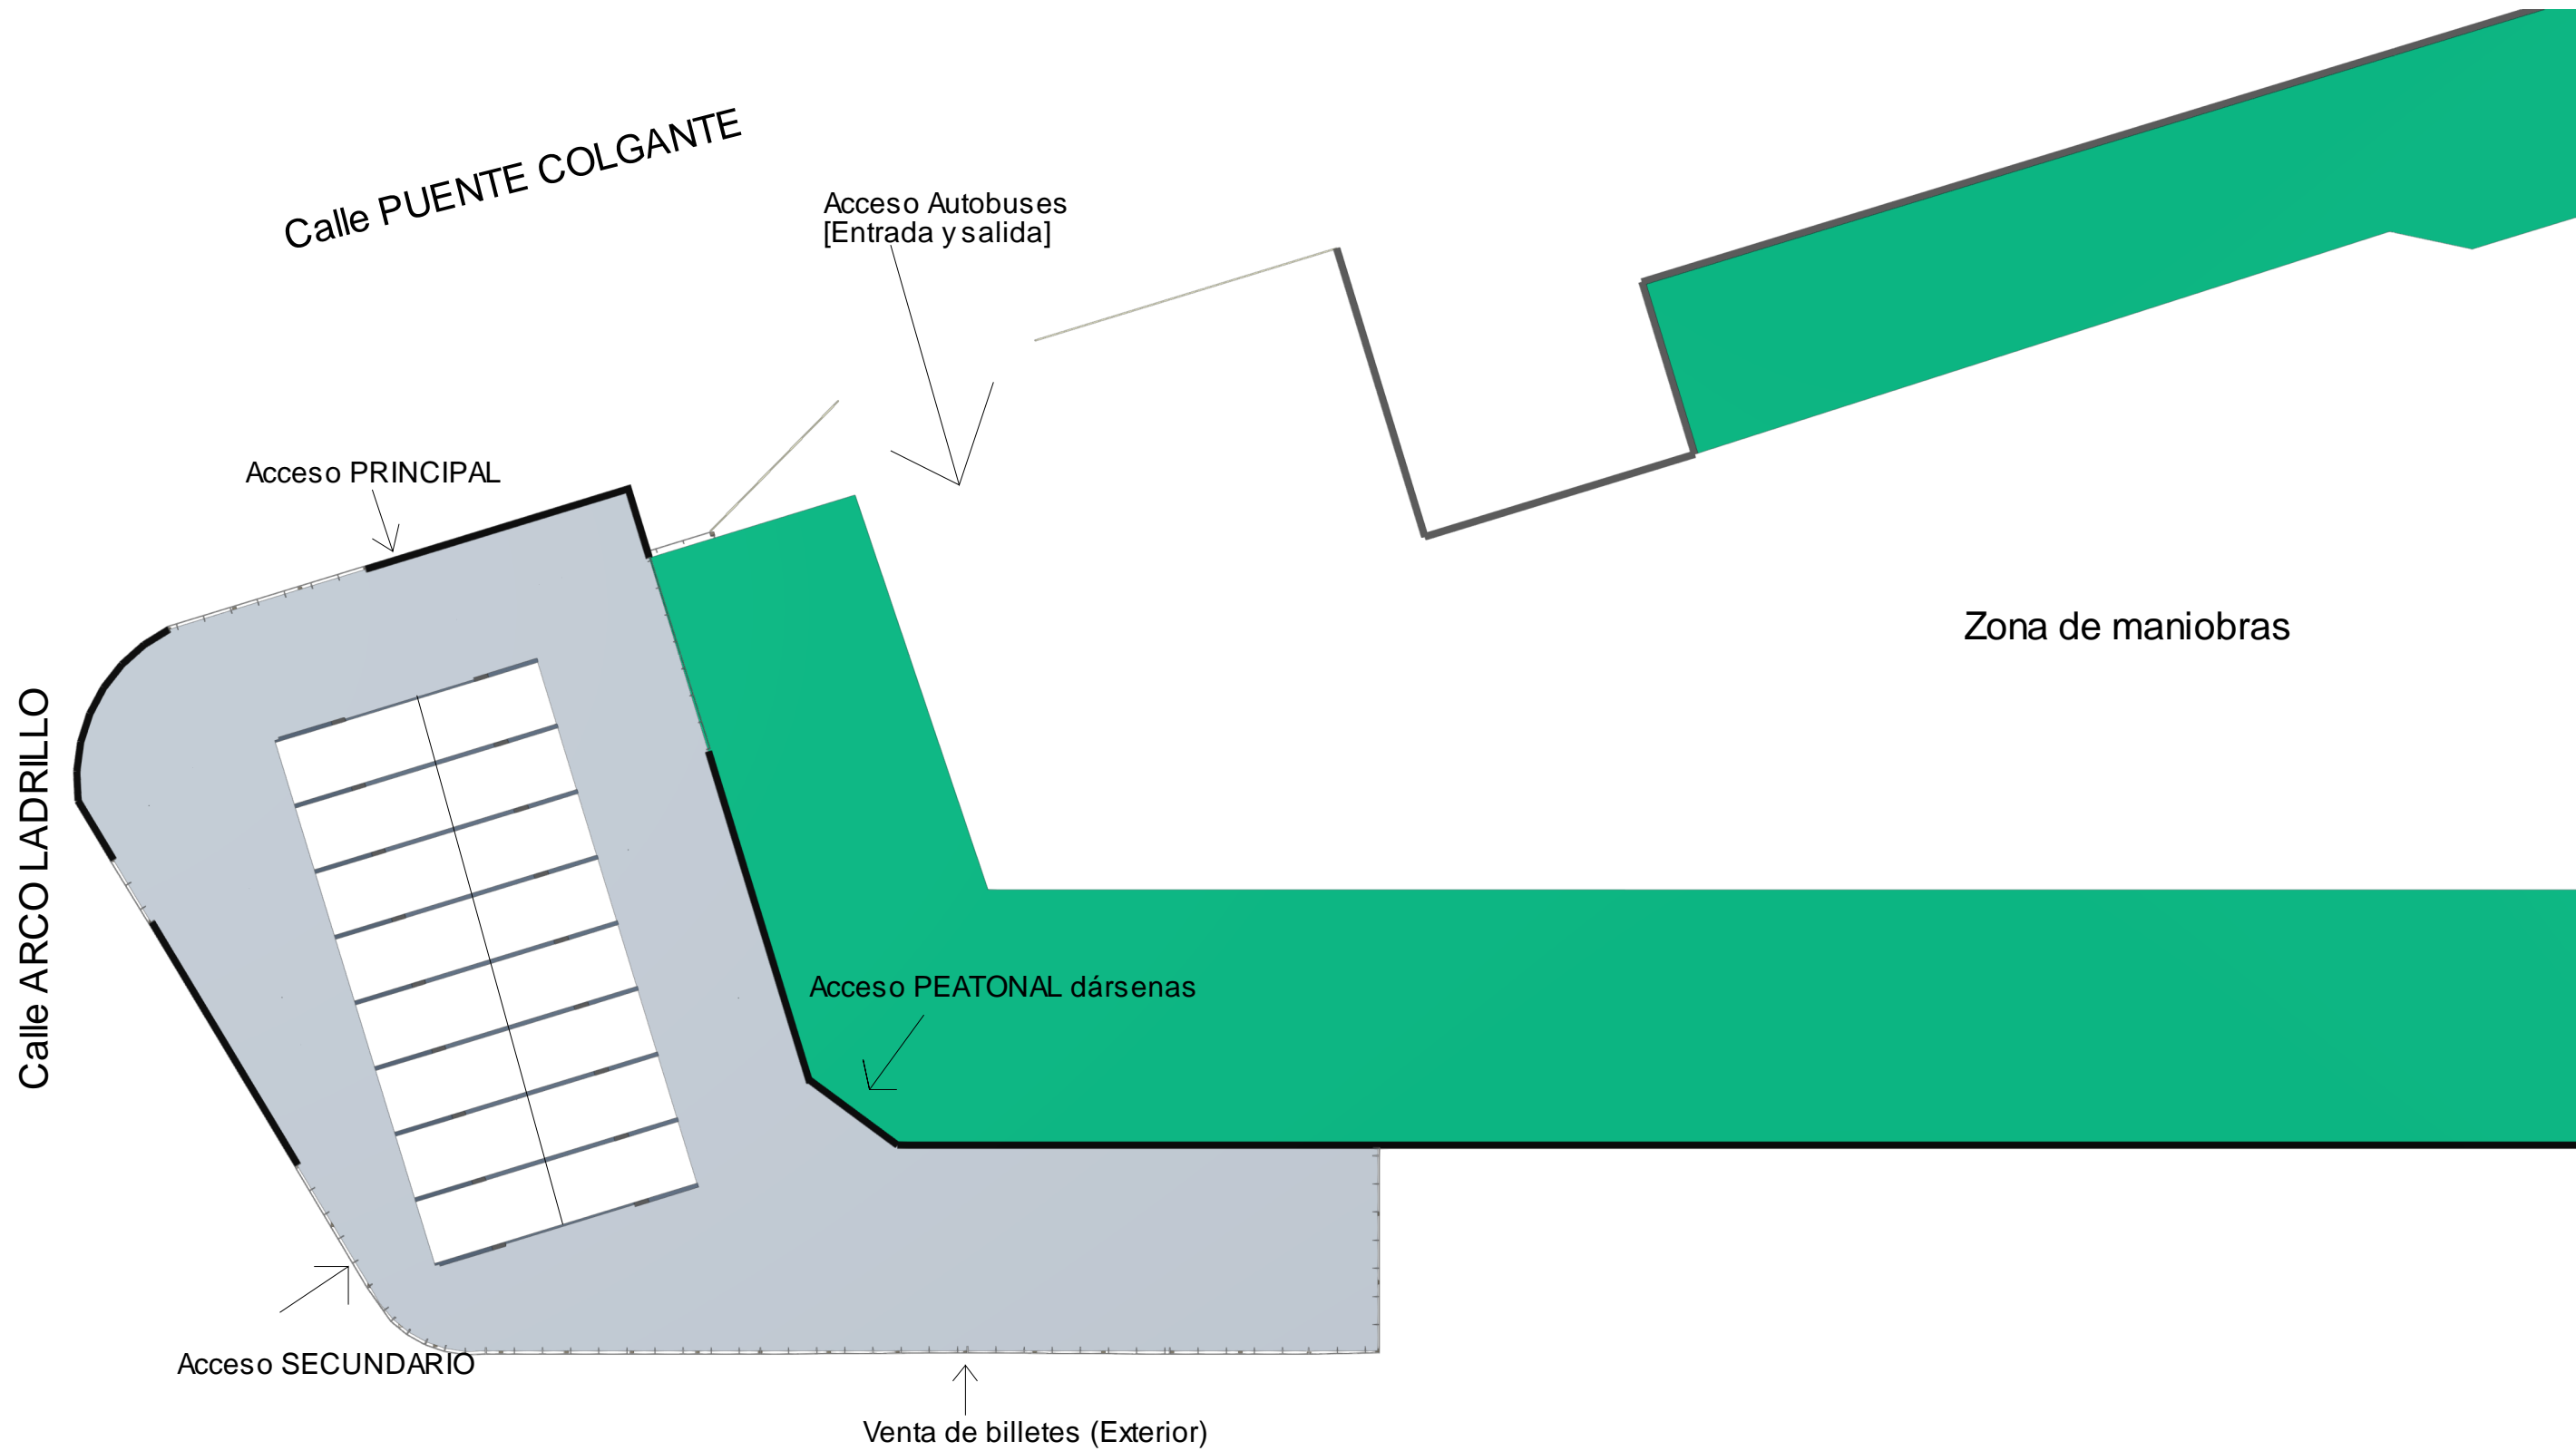 Calle PUENTE COLGANTE
Acceso Autobuses
[Entrada y salida]
Acceso PRINCIPAL
Zona de maniobras
Calle ARCO LADRILLO
Acceso PEATONAL dársenas
Acceso SECUNDARIO
Venta de billetes (Exterior)